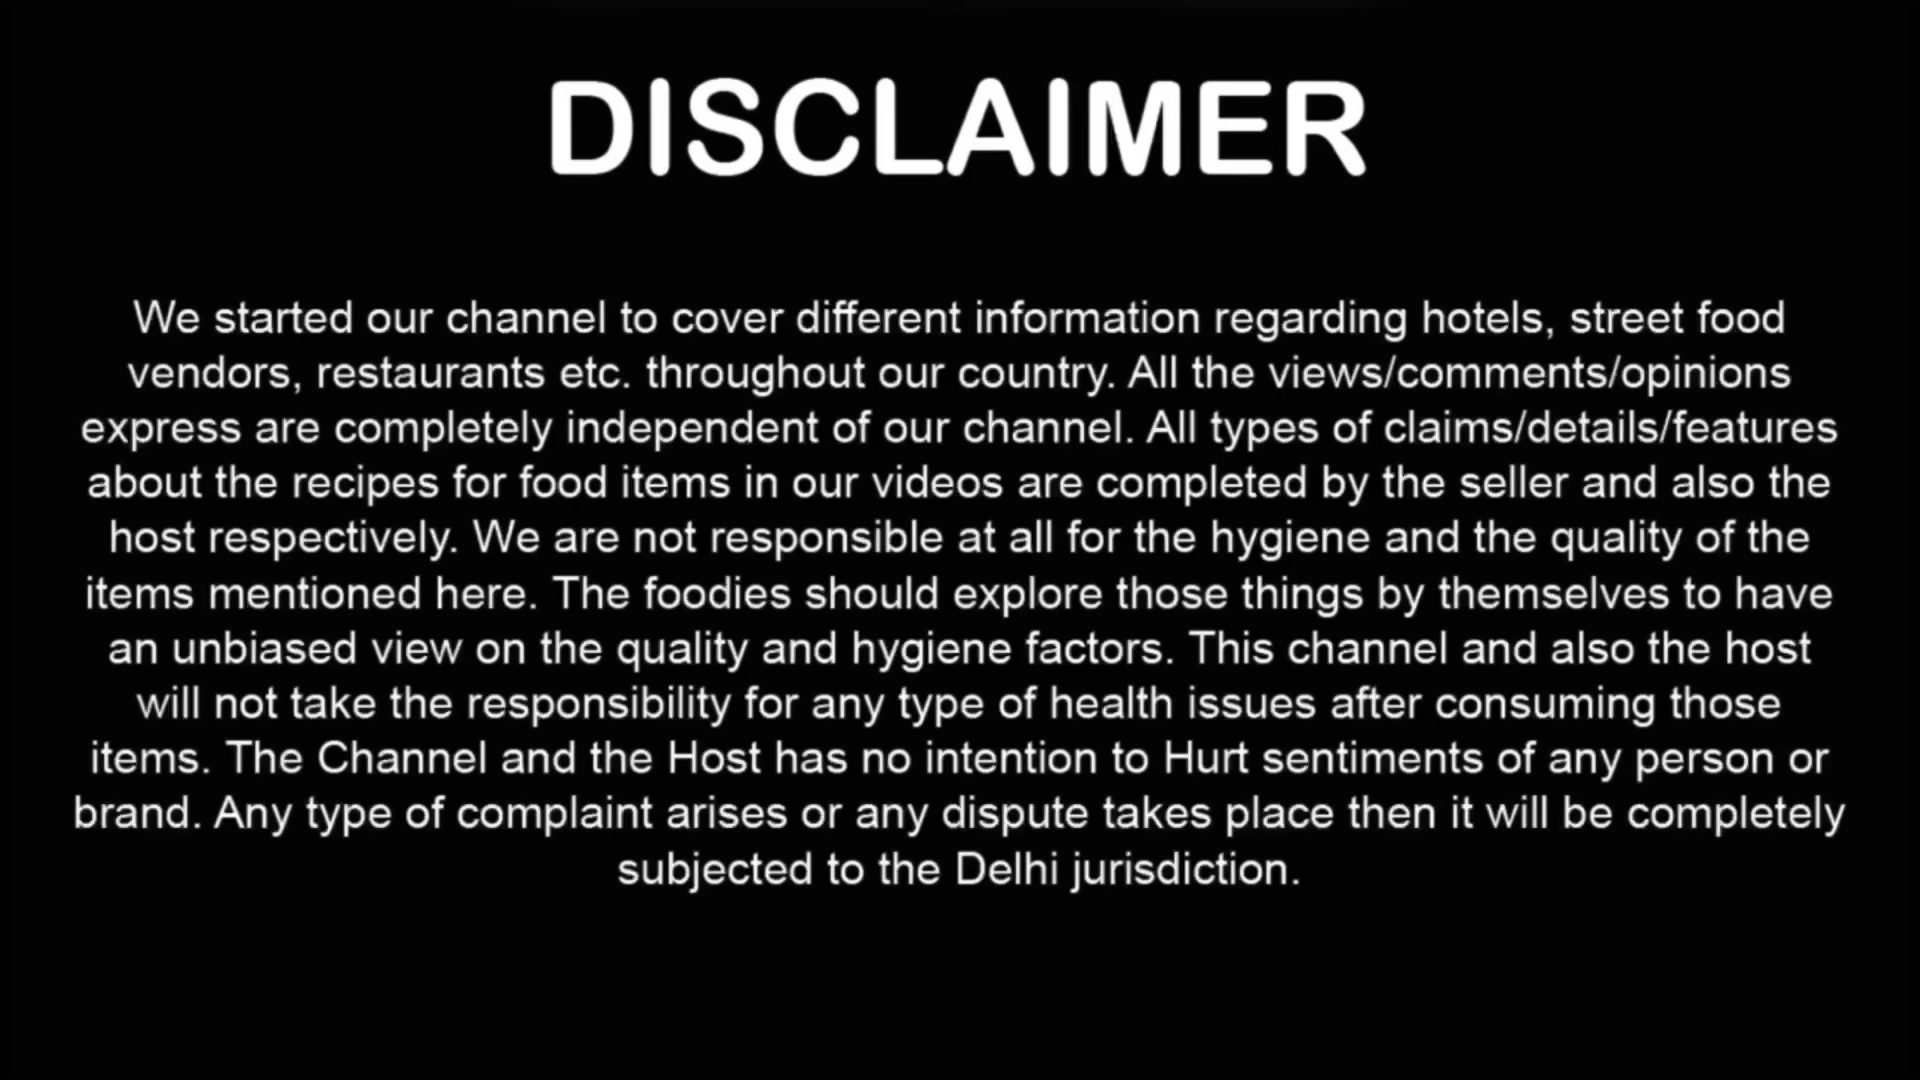 DISCLAIMER
We started our channel to cover different information regarding hotels, street food
vendors, restaurants etc. throughout our country. All the views/comments/opinions
express are completely independent of our channel. All types of claims/details/features
about the recipes for food items in our videos are completed by the seller and also the
host respectively. We are not responsible at all for the hygiene and the quality of the
items mentioned here. The foodies should explore those things by themselves to have
an unbiased view on the quality and hygiene factors. This channel and also the host
will not take the responsibility for any type of health issues after consuming those
items. The Channel and the Host has no intention to Hurt sentiments of any person or
brand. Any type of complaint arises or any dispute takes place then it will be completely
subjected to the Delhi jurisdiction.